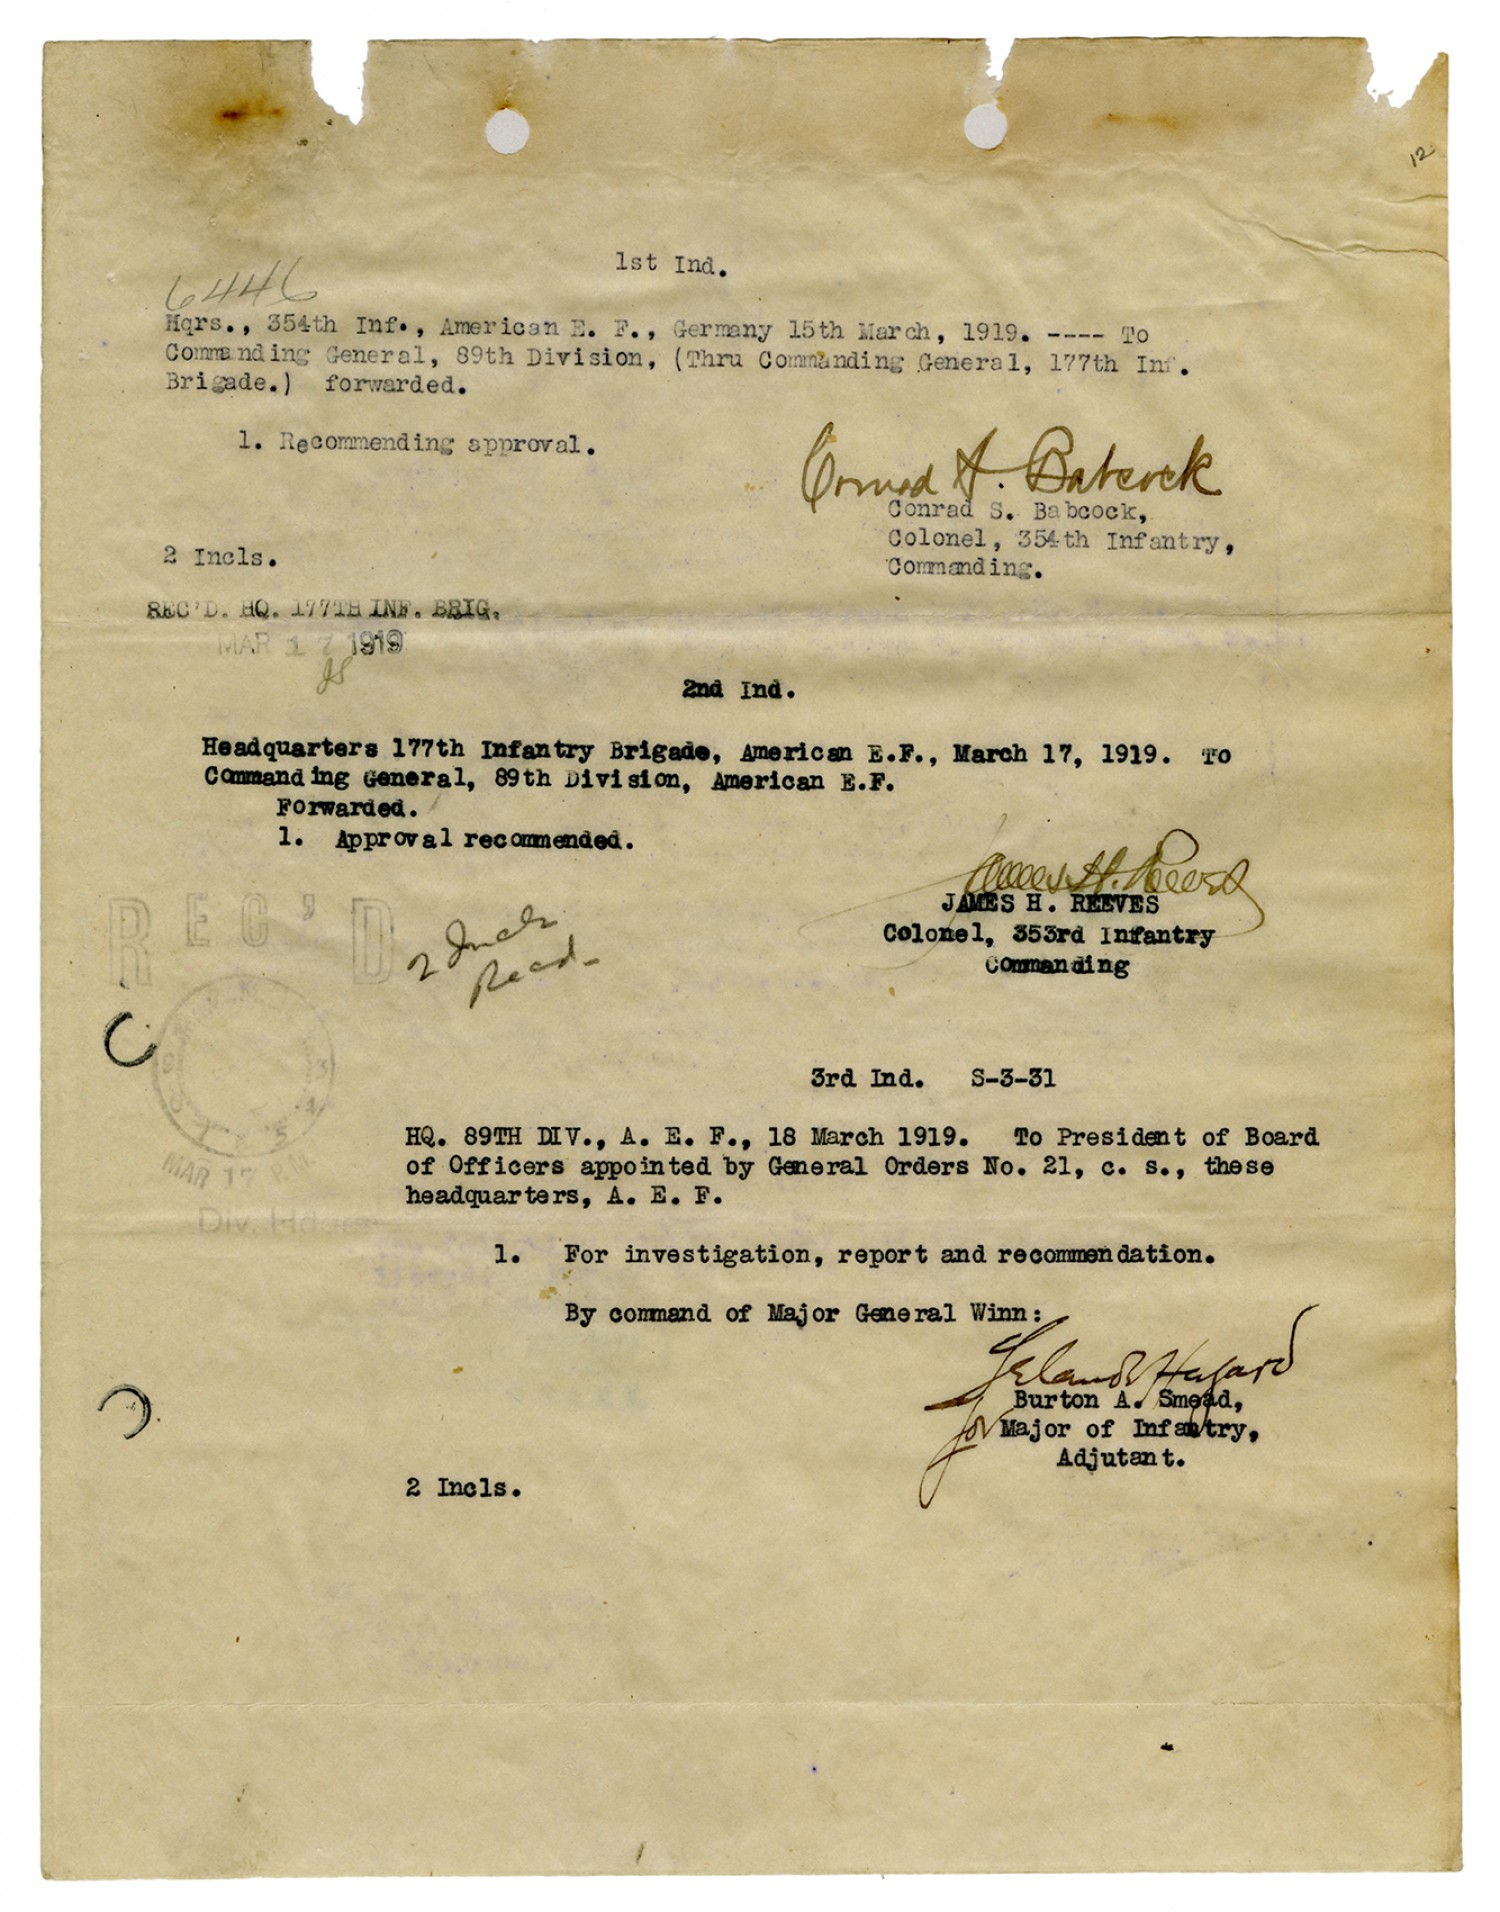 12
1st Ind.
6446
Hqrs., 354th Inf., American E. F., Germany 15th March, 1919. ---- To
Commanding General, 89th Division, (Thru Commanding General, 177th Inf.
Brigade.) forwarded.
1. Recommending approval.
Conrad S. Babcock
Conrad S. Babcock,
Colonel, 354th Infantry,
Commanding.
2 Incls.
REC'D. HQ. 177TH INF. BRIG.
MAR 17 1919
2nd Ind.
Headquarters 177th Infantry Brigade, American E.F., March 17, 1919. To
Commanding General, 89th Division, American E.F.
Forwarded.
1. Approval recommended.
James H. Reeves
JAMES H. REEVES
Colonel, 353rd Infantry
Commanding
REC'D
2 Incls
Recd-
3rd Ind. S-3-31
HQ. 89TH DIV., A. E. F., 18 March 1919. To President of Board
of Officers appointed by General Orders No. 21, c. s., these
headquarters, A. E. F.
MAR 17 P.M.
Div. Hdqrs
1. For investigation, report and recommendation.
By command of Major General Winn:
Burton A. Smead,
for Major of Infantry,
Adjutant.
2 Incls.